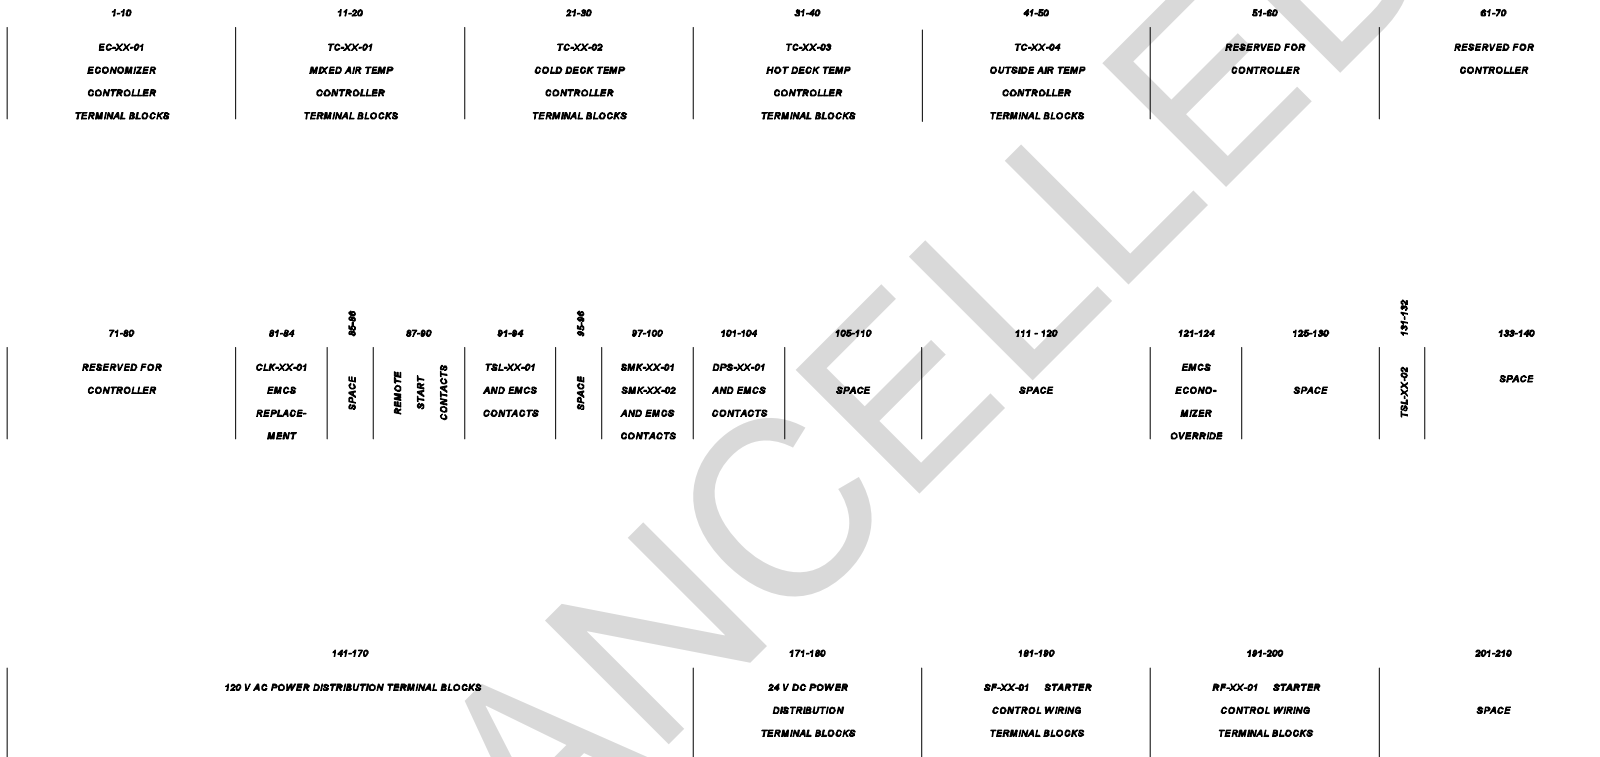 1-10 11-20 21-30 31-40 41-50 51-60 61-70
EC-XX-01 TC-XX-01 TC-XX-02 TC-XX-03 TC-XX-04 RESERVED FOR RESERVED FOR
ECONOMIZER MIXED AIR TEMP COLD DECK TEMP HOT DECK TEMP OUTSIDE AIR TEMP CONTROLLER CONTROLLER
CONTROLLER CONTROLLER CONTROLLER CONTROLLER CONTROLLER
TERMINAL BLOCKS TERMINAL BLOCKS TERMINAL BLOCKS TERMINAL BLOCKS TERMINAL BLOCKS
71-80
RESERVED FOR
CONTROLLER
81-84
CLK-XX-01
EMCS
REPLACE-
MENT
85-86
SPACE
87-90
REMOTE
START
CONTACTS
91-94
TSL-XX-01
AND EMCS
CONTACTS
95-96
SPACE
97-100
SMK-XX-01
SMK-XX-02
AND EMCS
CONTACTS
101-104
DPS-XX-01
AND EMCS
CONTACTS
105-110
SPACE
111 - 120
SPACE
121-124
EMCS
ECONO-
MIZER
OVERRIDE
125-130
SPACE
131-132
TSL-XX-02
133-140
SPACE
141-170
120 V AC POWER DISTRIBUTION TERMINAL BLOCKS
171-180
24 V DC POWER
DISTRIBUTION
TERMINAL BLOCKS
181-190
SF-XX-01 STARTER
CONTROL WIRING
TERMINAL BLOCKS
191-200
RF-XX-01 STARTER
CONTROL WIRING
TERMINAL BLOCKS
201-210
SPACE
ANCELLED